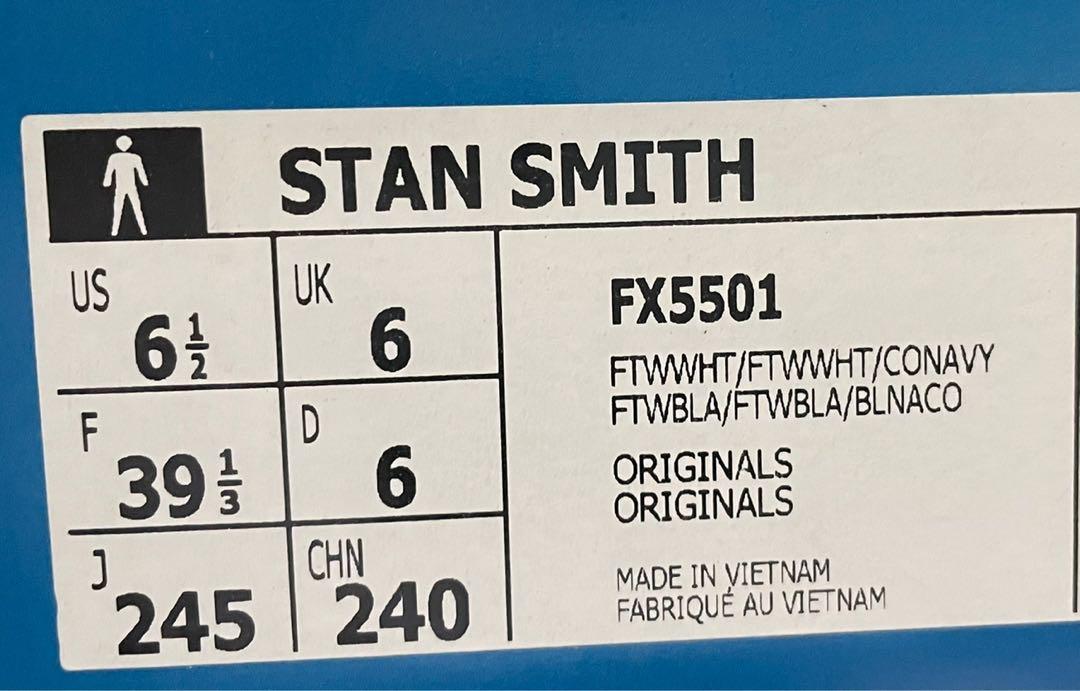 STAN SMITH
US
6 1/2
UK
6
F
39 1/3
D
6
J
245
CHN
240
FX5501
FTWWHT/FTWWHT/CONAVY
FTWBLA/FTWBLA/BLNACO
ORIGINALS
ORIGINALS
MADE IN VIETNAM
FABRIQUÉ AU VIETNAM